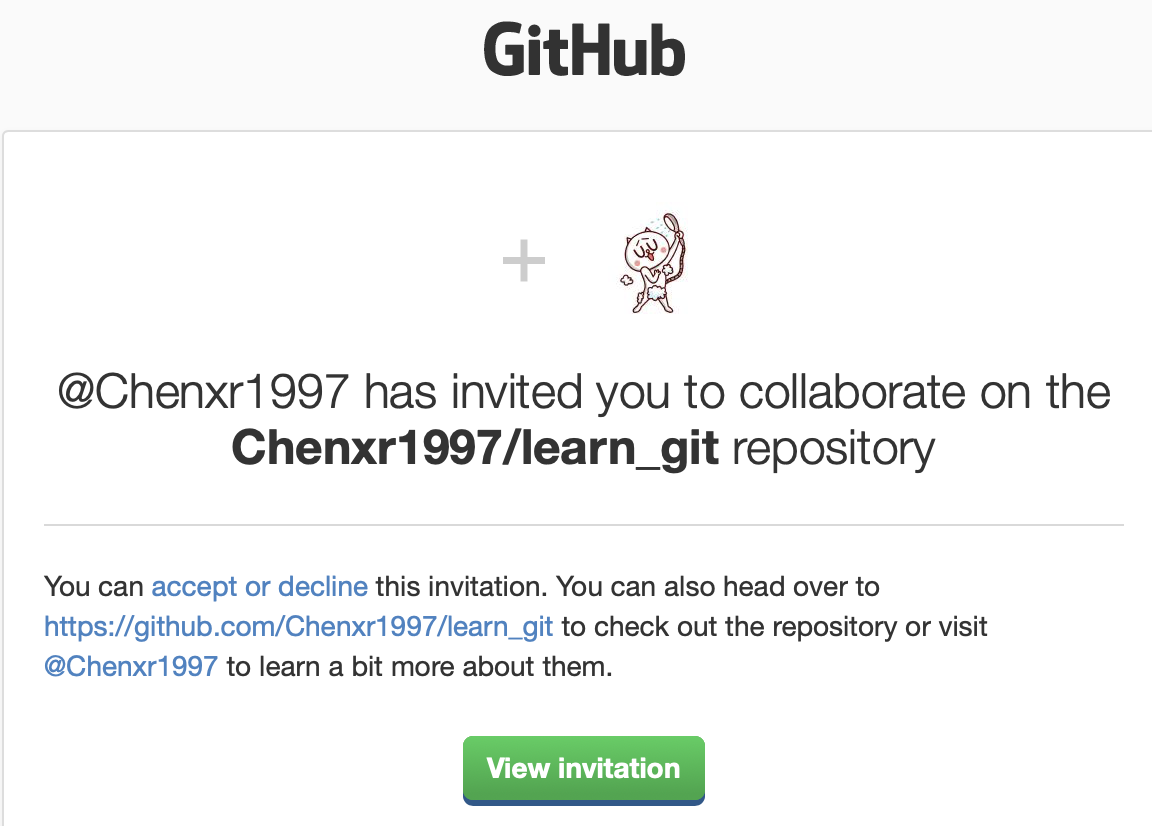 GitHub
@Chenxr1997 has invited you to collaborate on the
Chenxr1997/learn_git repository
You can accept or decline this invitation. You can also head over to
https://github.com/Chenxr1997/learn_git to check out the repository or visit
@Chenxr1997 to learn a bit more about them.
View invitation